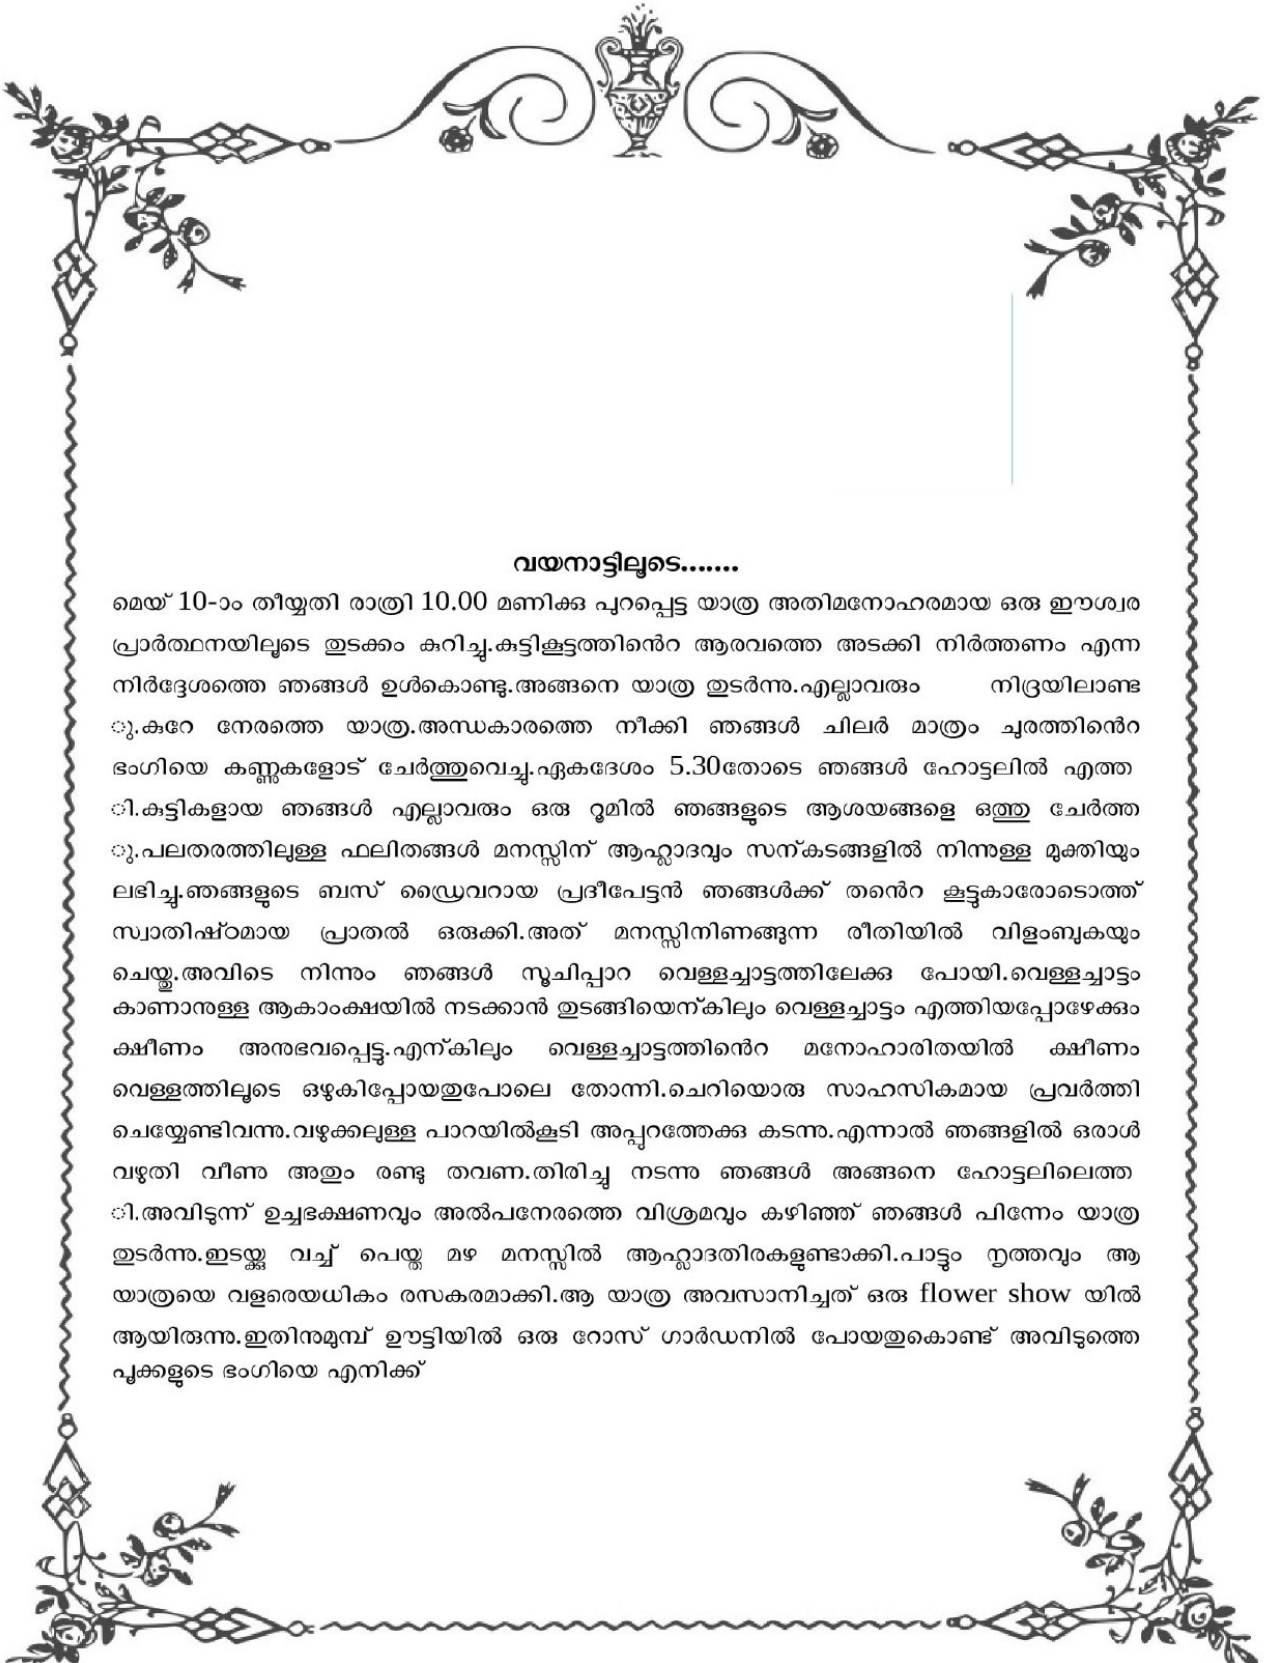 വയനാട്ടിലൂടെ.......
മെയ് 10-ാം തീയ്യതി രാത്രി 10.00 മണിക്കു പുറപ്പെട്ട യാത്ര അതിമനോഹരമായ ഒരു ഈശ്വര
പ്രാർത്ഥനയിലൂടെ തുടക്കം കുറിച്ചു.കുട്ടികൂട്ടത്തിൻെറ ആരവത്തെ അടക്കി നിർത്തണം എന്ന
നിർദ്ദേശത്തെ ഞങ്ങൾ ഉൾകൊണ്ടു.അങ്ങനെ യാത്ര തുടർന്നു.എല്ലാവരും നിദ്രയിലാണ്ട
ു.കുറേ നേരത്തെ യാത്ര.അന്ധകാരത്തെ നീക്കി ഞങ്ങൾ ചിലർ മാത്രം ചുരത്തിൻെറ
ഭംഗിയെ കണ്ണുകളോട് ചേർത്തുവെച്ചു.ഏകദേശം 5.30തോടെ ഞങ്ങൾ ഹോട്ടലിൽ എത്ത
ി.കുട്ടികളായ ഞങ്ങൾ എല്ലാവരും ഒരു റൂമിൽ ഞങ്ങളുടെ ആശയങ്ങളെ ഒത്തു ചേർത്ത
ു.പലതരത്തിലുള്ള ഫലിതങ്ങൾ മനസ്സിന് ആഹ്ലാദവും സന്കടങ്ങളിൽ നിന്നുള്ള മുക്തിയും
ലഭിച്ചു.ഞങ്ങളുടെ ബസ് ഡ്രൈവറായ പ്രദീപേട്ടൻ ഞങ്ങൾക്ക് തൻെറ കൂട്ടുകാരോടൊത്ത്
സ്വാതിഷ്ഠമായ പ്രാതൽ ഒരുക്കി.അത് മനസ്സിനിണങ്ങുന്ന രീതിയിൽ വിളംബുകയും
ചെയ്തു.അവിടെ നിന്നും ഞങ്ങൾ സൂചിപ്പാറ വെള്ളച്ചാട്ടത്തിലേക്കു പോയി.വെള്ളച്ചാട്ടം
കാണാനുള്ള ആകാംക്ഷയിൽ നടക്കാൻ തുടങ്ങിയെന്കിലും വെള്ളച്ചാട്ടം എത്തിയപ്പോഴേക്കും
ക്ഷീണം അനുഭവപ്പെട്ടു.എന്കിലും വെള്ളച്ചാട്ടത്തിൻെറ മനോഹാരിതയിൽ ക്ഷീണം
വെള്ളത്തിലൂടെ ഒഴുകിപ്പോയതുപോലെ തോന്നി.ചെറിയൊരു സാഹസികമായ പ്രവർത്തി
ചെയ്യേണ്ടിവന്നു.വഴുക്കലുള്ള പാറയിൽകൂടി അപ്പുറത്തേക്കു കടന്നു.എന്നാൽ ഞങ്ങളിൽ ഒരാൾ
വഴുതി വീണു അതും രണ്ടു തവണ.തിരിച്ചു നടന്നു ഞങ്ങൾ അങ്ങനെ ഹോട്ടലിലെത്ത
ി.അവിടുന്ന് ഉച്ചഭക്ഷണവും അൽപനേരത്തെ വിശ്രമവും കഴിഞ്ഞ് ഞങ്ങൾ പിന്നേം യാത്ര
തുടർന്നു.ഇടയ്ക്കു വച്ച് പെയ്ത മഴ മനസ്സിൽ ആഹ്ലാദതിരകളുണ്ടാക്കി.പാട്ടും നൃത്തവും ആ
യാത്രയെ വളരെയധികം രസകരമാക്കി.ആ യാത്ര അവസാനിച്ചത് ഒരു flower show യിൽ
ആയിരുന്നു.ഇതിനുമുമ്പ് ഊട്ടിയിൽ ഒരു റോസ് ഗാർഡനിൽ പോയതുകൊണ്ട് അവിടുത്തെ
പൂക്കളുടെ ഭംഗിയെ എനിക്ക്